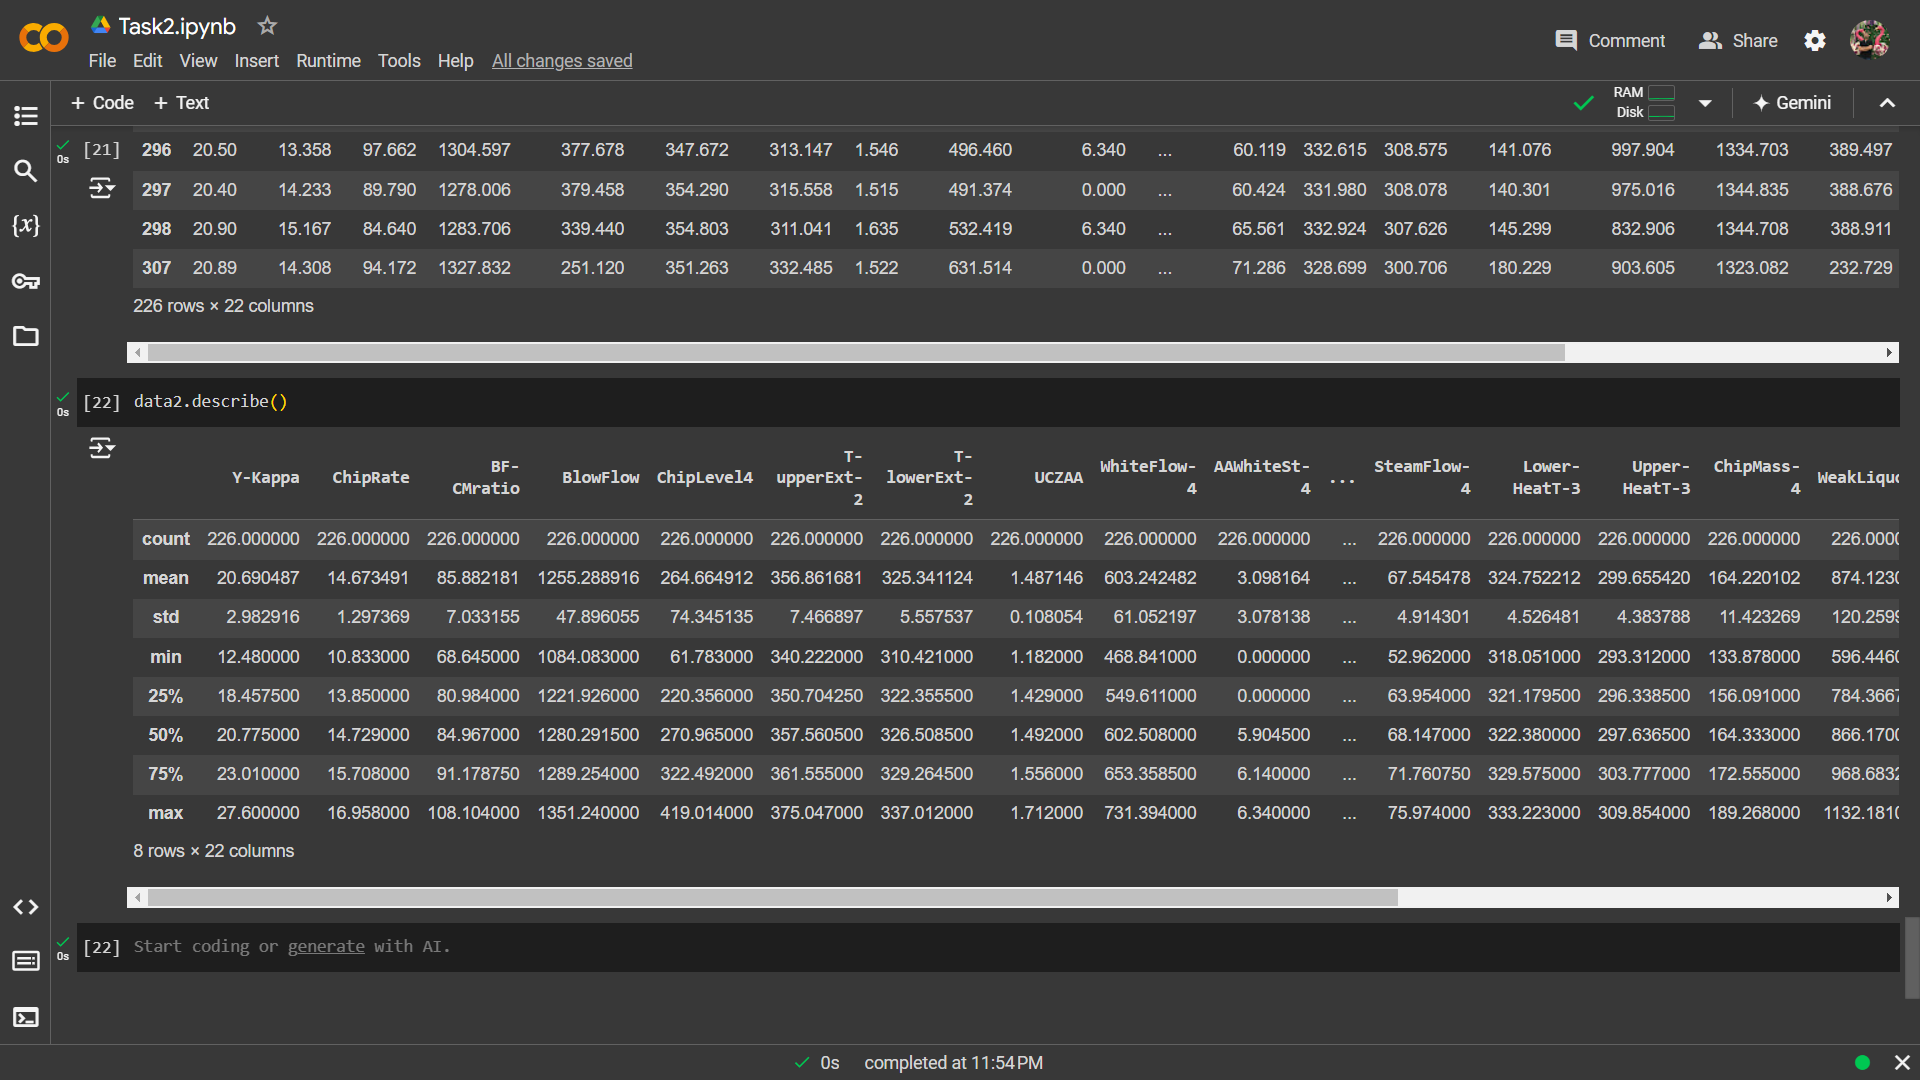 Task2.ipynb
File Edit View Insert Runtime Tools Help All changes saved
Comment Share
+ Code + Text
RAM
Disk
Gemini
0s [21] 296 20.50 13.358 97.662 1304.597 377.678 347.672 313.147 1.546 496.460 6.340 ... 60.119 332.615 308.575 141.076 997.904 1334.703 389.497
297 20.40 14.233 89.790 1278.006 379.458 354.290 315.558 1.515 491.374 0.000 ... 60.424 331.980 308.078 140.301 975.016 1344.835 388.676
298 20.90 15.167 84.640 1283.706 339.440 354.803 311.041 1.635 532.419 6.340 ... 65.561 332.924 307.626 145.299 832.906 1344.708 388.911
307 20.89 14.308 94.172 1327.832 251.120 351.263 332.485 1.522 631.514 0.000 ... 71.286 328.699 300.706 180.229 903.605 1323.082 232.729
226 rows × 22 columns
0s [22] data2.describe()
Y-Kappa ChipRate BF-CMratio BlowFlow ChipLevel4 T-upperExt-2 T-lowerExt-2 UCZAA WhiteFlow-4 AAWhiteSt-4 ... SteamFlow-4 Lower-HeatT-3 Upper-HeatT-3 ChipMass-4 WeakLiquo
count 226.000000 226.000000 226.000000 226.000000 226.000000 226.000000 226.000000 226.000000 226.000000 226.000000 ... 226.000000 226.000000 226.000000 226.000000 226.0000
mean 20.690487 14.673491 85.882181 1255.288916 264.664912 356.861681 325.341124 1.487146 603.242482 3.098164 ... 67.545478 324.752212 299.655420 164.220102 874.1230
std 2.982916 1.297369 7.033155 47.896055 74.345135 7.466897 5.557537 0.108054 61.052197 3.078138 ... 4.914301 4.526481 4.383788 11.423269 120.2599
min 12.480000 10.833000 68.645000 1084.083000 61.783000 340.222000 310.421000 1.182000 468.841000 0.000000 ... 52.962000 318.051000 293.312000 133.878000 596.4460
25% 18.457500 13.850000 80.984000 1221.926000 220.356000 350.704250 322.355500 1.429000 549.611000 0.000000 ... 63.954000 321.179500 296.338500 156.091000 784.3667
50% 20.775000 14.729000 84.967000 1280.291500 270.965000 357.560500 326.508500 1.492000 602.508000 5.904500 ... 68.147000 322.380000 297.636500 164.333000 866.1700
75% 23.010000 15.708000 91.178750 1289.254000 322.492000 361.555000 329.264500 1.556000 653.358500 6.140000 ... 71.760750 329.575000 303.777000 172.555000 968.6832
max 27.600000 16.958000 108.104000 1351.240000 419.014000 375.047000 337.012000 1.712000 731.394000 6.340000 ... 75.974000 333.223000 309.854000 189.268000 1132.1810
8 rows × 22 columns
0s [22] Start coding or generate with AI.
0s completed at 11:54 PM